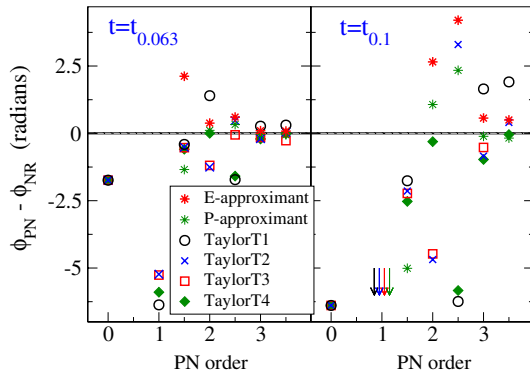 t=t0.063
t=t0.1
2.5
0
-2.5
-5
ϕPN - ϕNR (radians)
E-approximant
P-approximant
TaylorT1
TaylorT2
TaylorT3
TaylorT4
0 1 2 3 0 1 2 3 4
PN order PN order